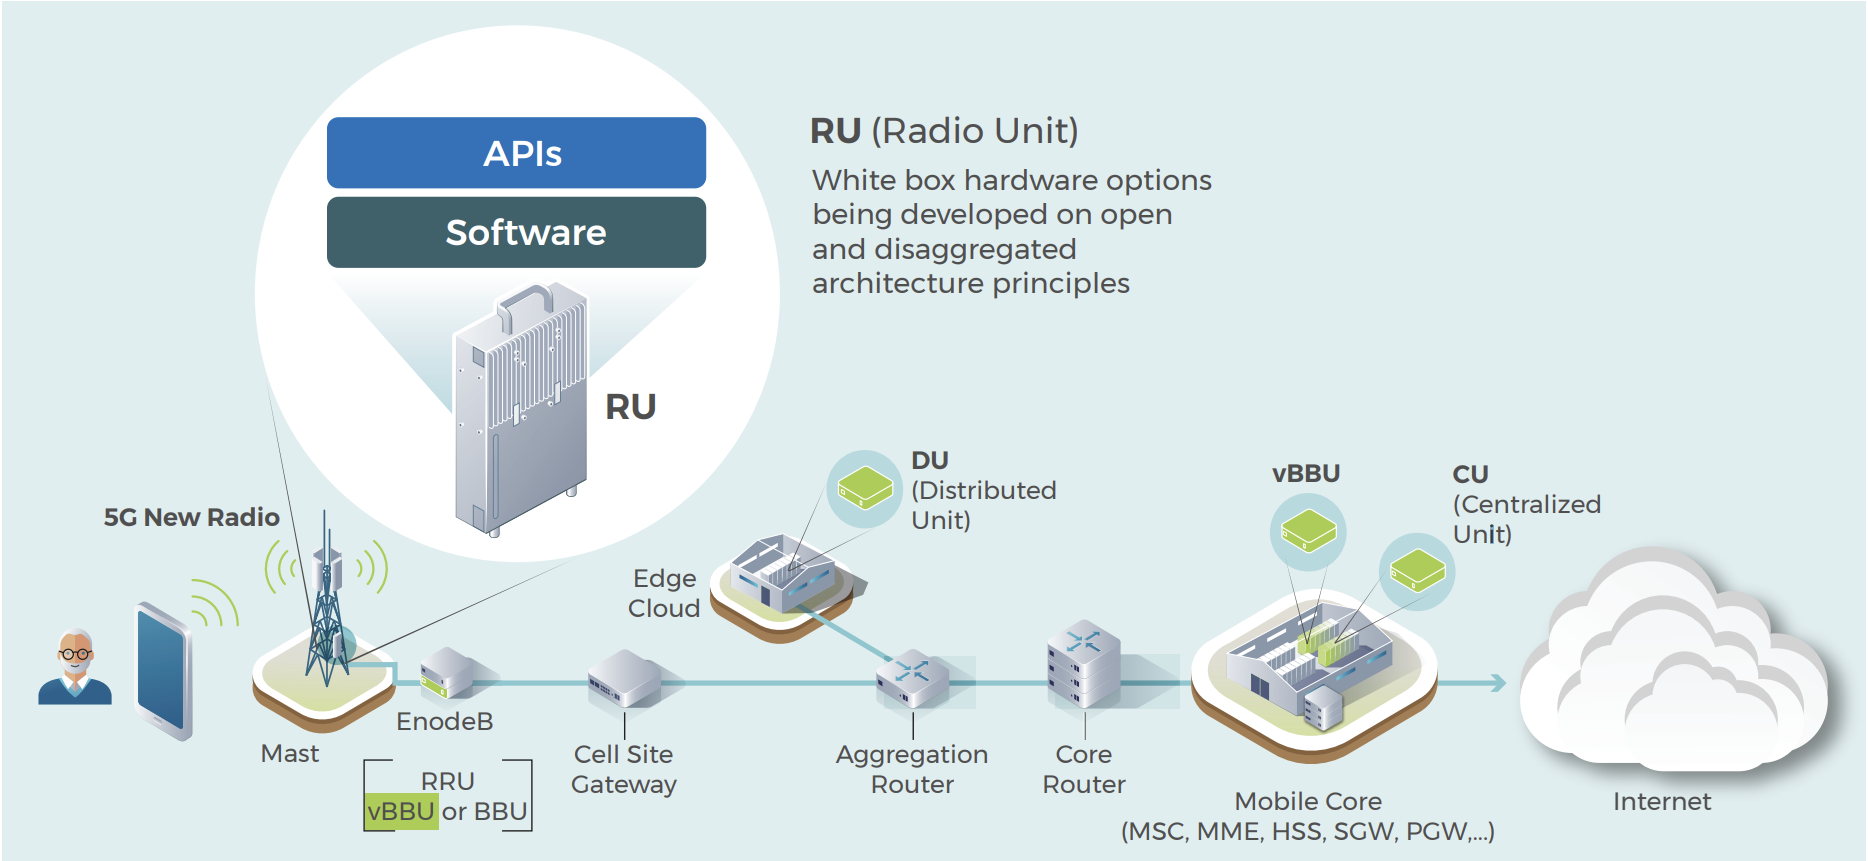 APIs
Software
RU
RU (Radio Unit)
White box hardware options
being developed on open
and disaggregated
architecture principles
5G New Radio
Mast
EnodeB
RRU
vBBU or BBU
Cell Site
Gateway
Edge
Cloud
DU
(Distributed
Unit)
Aggregation
Router
Core
Router
vBBU
CU
(Centralized
Unit)
Mobile Core
(MSC, MME, HSS, SGW, PGW,...)
Internet